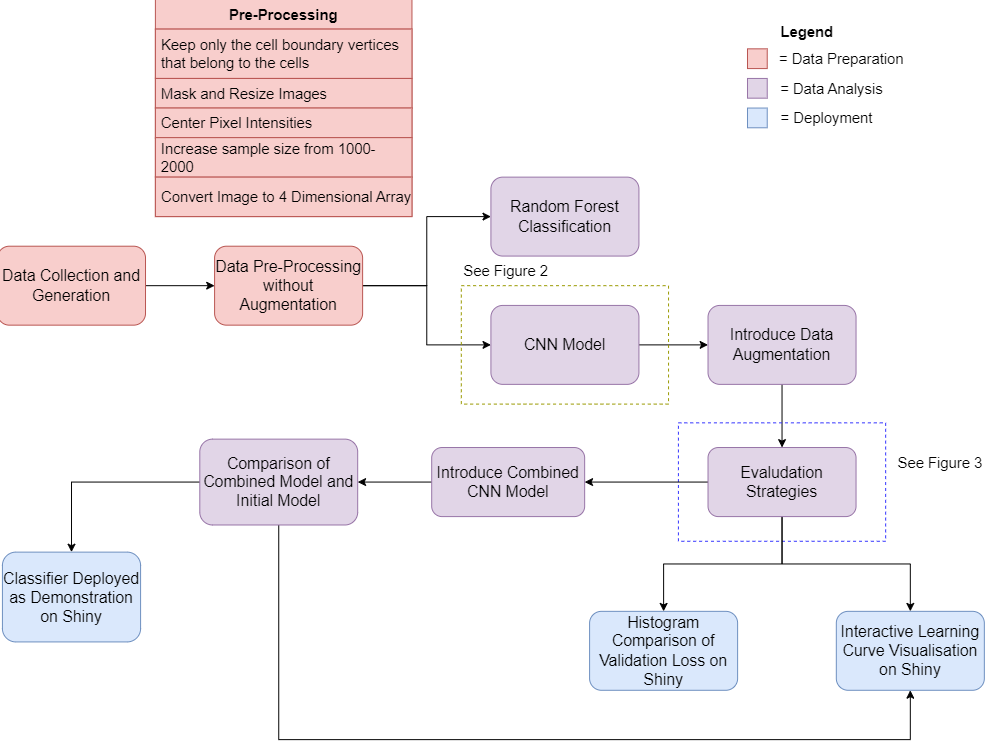 Pre-Processing
Keep only the cell boundary vertices
that belong to the cells
Mask and Resize Images
Center Pixel Intensities
Increase sample size from 1000-
2000
Convert Image to 4 Dimensional Array
Legend
= Data Preparation
= Data Analysis
= Deployment
Random Forest
Classification
Data Collection and
Generation
Data Pre-Processing
without
Augmentation
See Figure 2
CNN Model
Introduce Data
Augmentation
Comparison of
Combined Model and
Initial Model
Introduce Combined
CNN Model
Evaludation
Strategies
See Figure 3
Classifier Deployed
as Demonstration
on Shiny
Histogram
Comparison of
Validation Loss on
Shiny
Interactive Learning
Curve Visualisation
on Shiny